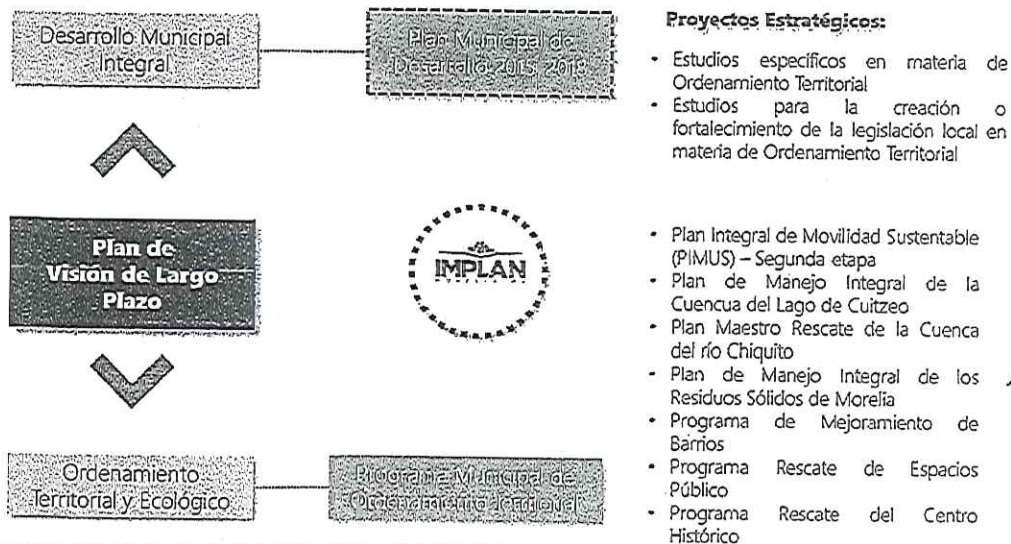 Desarrollo Municipal
Integral
Plan Municipal de
Desarrollo 2015 2018
Plan de
Visión de Largo
Plazo
IMPLAN
Ordenamiento
Territorial y Ecológico
Programa Municipal de
Ordenamiento Territorial
Proyectos Estratégicos:
• Estudios específicos en materia de
Ordenamiento Territorial
• Estudios para la creación o
fortalecimiento de la legislación local en
materia de Ordenamiento Territorial
• Plan Integral de Movilidad Sustentable
(PIMUS) – Segunda etapa
• Plan de Manejo Integral de la
Cuencua del Lago de Cuitzeo
• Plan Maestro Rescate de la Cuenca
del río Chiquito
• Plan de Manejo Integral de los
Residuos Sólidos de Morelia
• Programa de Mejoramiento de
Barrios
• Programa Rescate de Espacios
Público
• Programa Rescate del Centro
Histórico